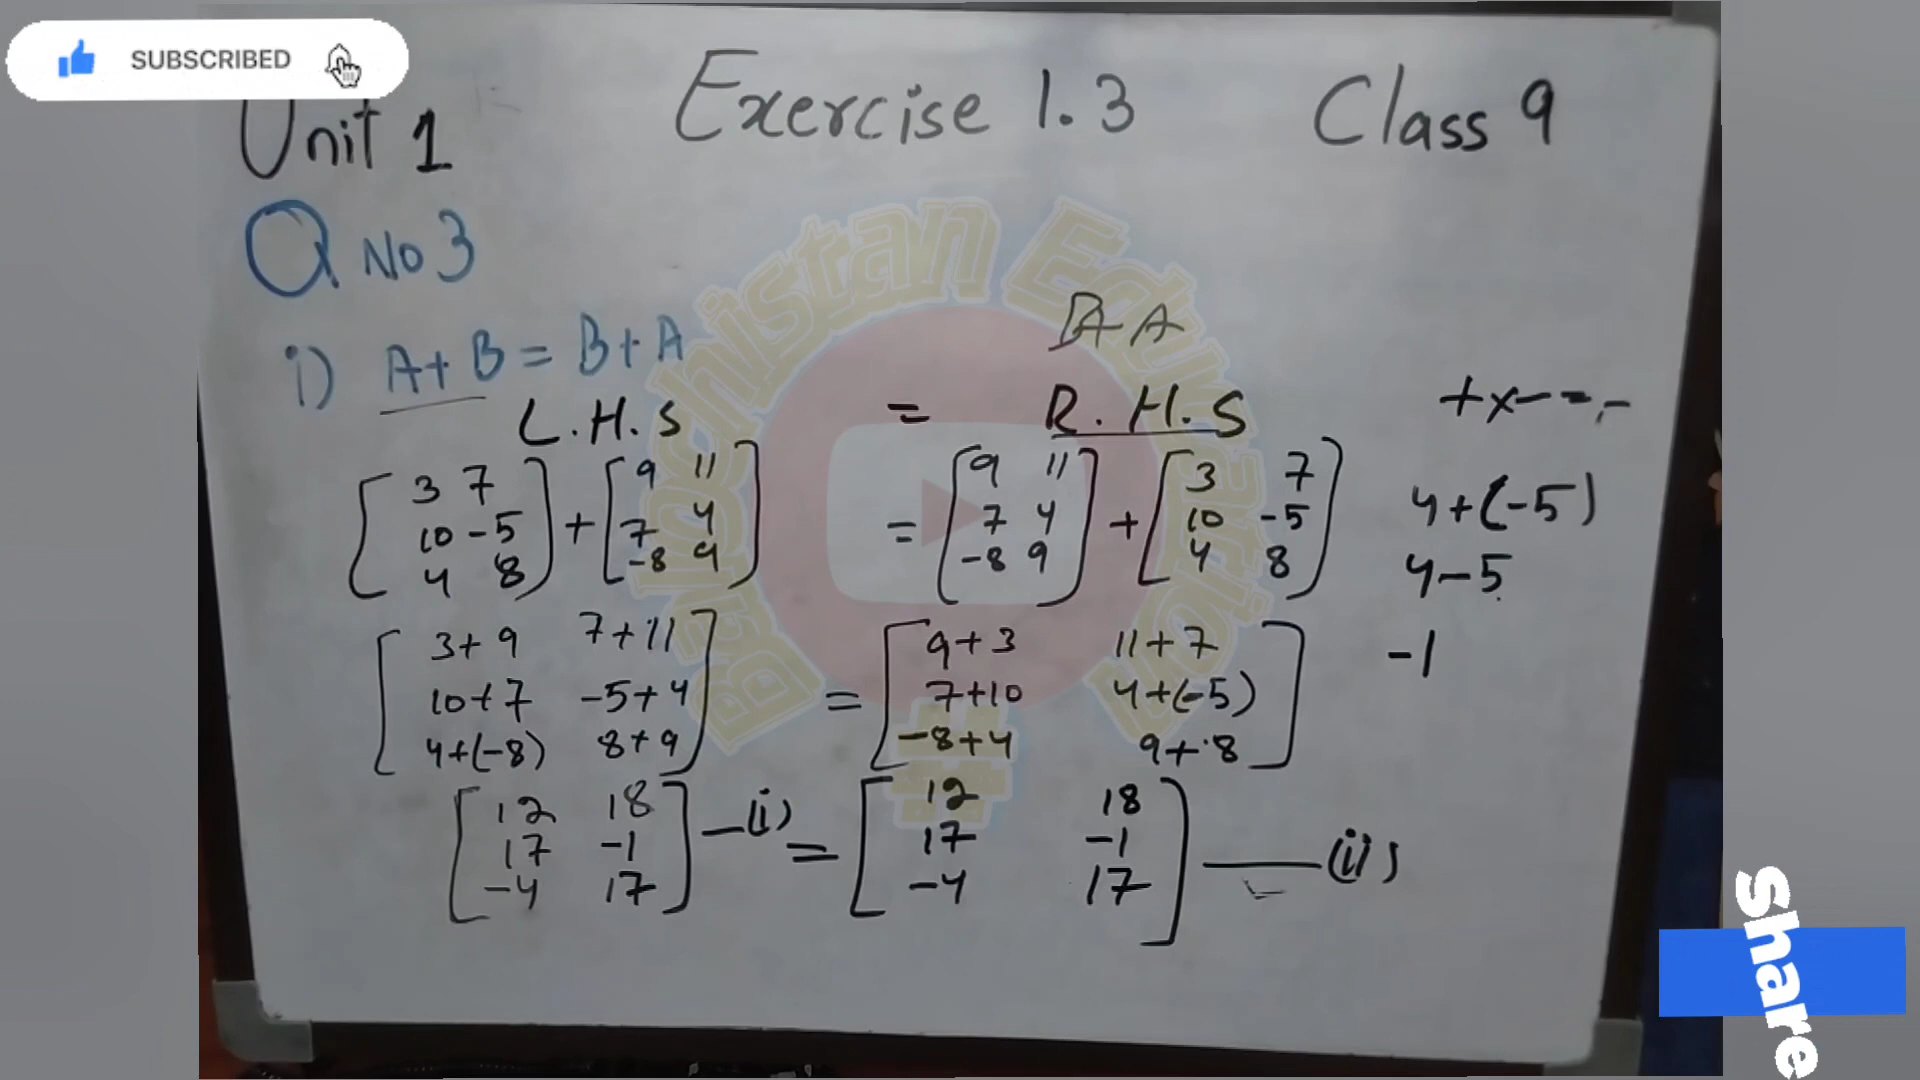 SUBSCRIBED
Unit 1 Exercise 1.3 Class 9
Q No 3
i) A+B = B+A
L.H.S = R.H.S + x - = -
[3 7 + [9 11 = [9 11 + [3 7
10 -5 7 4 7 4 10 -5 4+(-5)
4 8] -8 9] -8 9] 4 8] 4-5
-1
[3+9 7+11 = [9+3 11+7
10+7 -5+4 7+10 4+(-5)
4+(-8) 8+9] -8+4 9+8]
[12 18 —(i) = [12 18
17 -1 17 -1 —(ii)
-4 17] -4 17]
Balochistan Education
Share